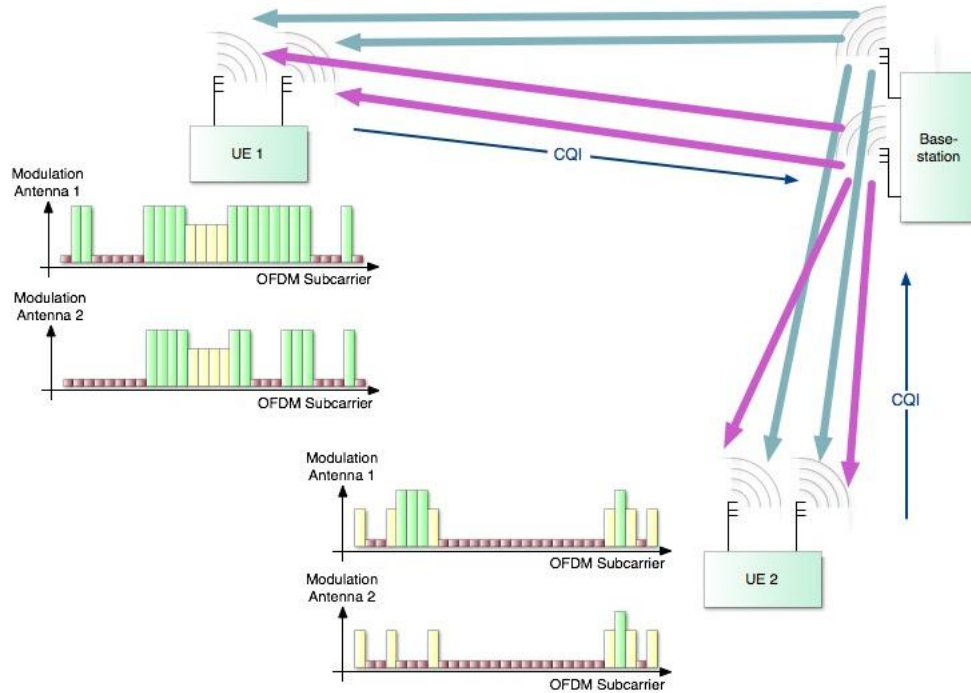 UE 1
Base-
station
CQI
Modulation
Antenna 1
OFDM Subcarrier
Modulation
Antenna 2
OFDM Subcarrier
CQI
Modulation
Antenna 1
OFDM Subcarrier
UE 2
Modulation
Antenna 2
OFDM Subcarrier